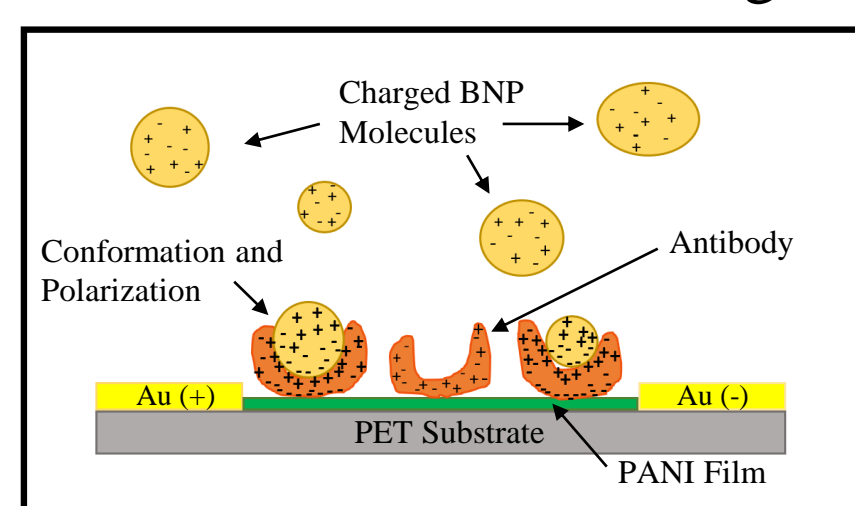 Charged BNP
Molecules
Conformation and
Polarization
Antibody
Au (+)
Au (-)
PET Substrate
PANI Film